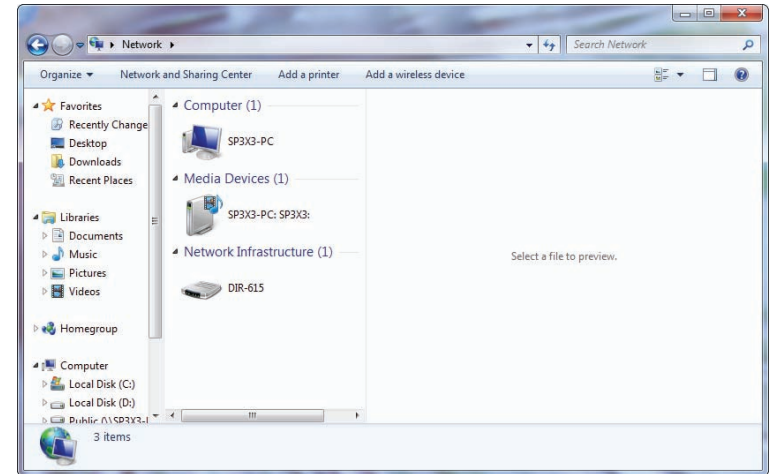 Network
Search Network
Organize
Network and Sharing Center
Add a printer
Add a wireless device
Favorites
Recently Change
Desktop
Downloads
Recent Places
Libraries
Documents
Music
Pictures
Videos
Homegroup
Computer
Local Disk (C:)
Local Disk (D:)
Public
Computer (1)
SP3X3-PC
Media Devices (1)
SP3X3-PC: SP3X3:
Network Infrastructure (1)
DIR-615
Select a file to preview.
3 items